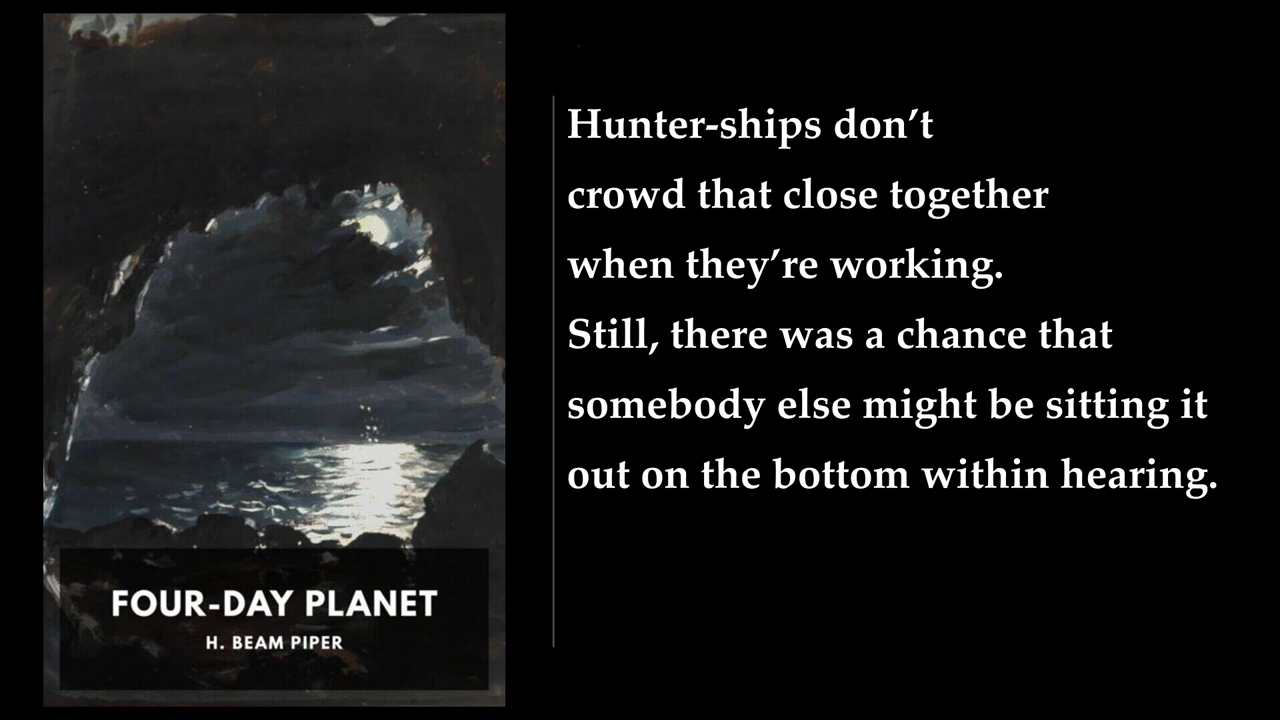 FOUR-DAY PLANET
H. BEAM PIPER
Hunter-ships don’t
crowd that close together
when they’re working.
Still, there was a chance that
somebody else might be sitting it
out on the bottom within hearing.